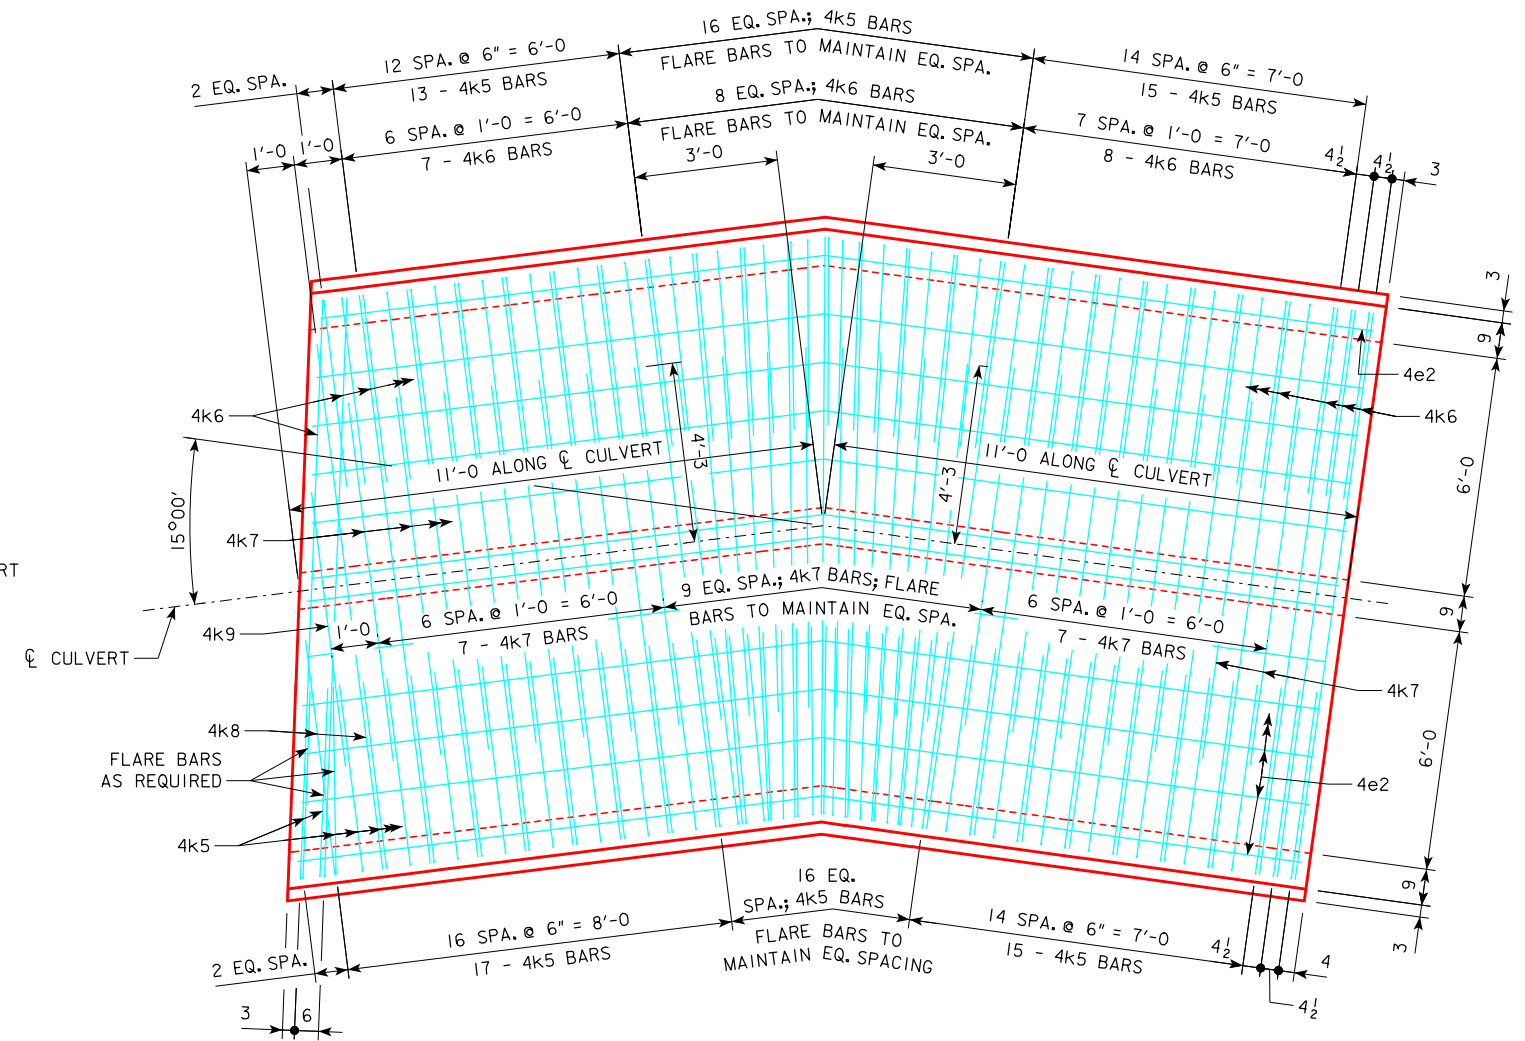 16 EQ. SPA.; 4k5 BARS
FLARE BARS TO MAINTAIN EQ. SPA.
12 SPA. @ 6" = 6'-0
13 - 4k5 BARS
14 SPA. @ 6" = 7'-0
15 - 4k5 BARS
2 EQ. SPA.
8 EQ. SPA.; 4k6 BARS
FLARE BARS TO MAINTAIN EQ. SPA.
6 SPA. @ 1'-0 = 6'-0
7 - 4k6 BARS
7 SPA. @ 1'-0 = 7'-0
8 - 4k6 BARS
1'-0
1'-0
3'-0
3'-0
4½
4½
3
3
9
4e2
4k6
4k6
6'-0
11'-0 ALONG ℄ CULVERT
4'-3
11'-0 ALONG ℄ CULVERT
4'-3
15°00'
4k7
RT
9 EQ. SPA.; 4k7 BARS; FLARE
BARS TO MAINTAIN EQ. SPA.
6 SPA. @ 1'-0 = 6'-0
7 - 4k7 BARS
6 SPA. @ 1'-0 = 6'-0
7 - 4k7 BARS
9
4k9
1'-0
℄ CULVERT
4k7
4k8
6'-0
FLARE BARS
AS REQUIRED
4e2
4k5
9
3
16 EQ.
SPA.; 4k5 BARS
FLARE BARS TO
MAINTAIN EQ. SPACING
16 SPA. @ 6" = 8'-0
17 - 4k5 BARS
14 SPA. @ 6" = 7'-0
15 - 4k5 BARS
2 EQ. SPA.
4½
4
4½
3
6